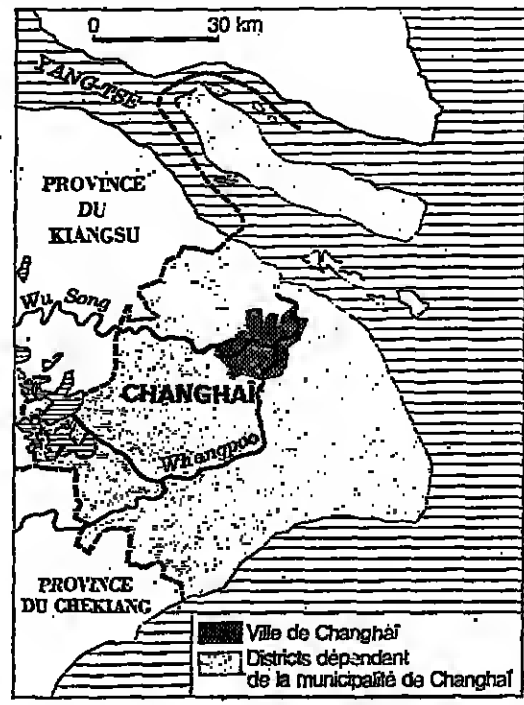 0 30 km
YANG-TSE
PROVINCE
DU
KIANGSU
Wu Song
CHANGHAÏ
Whangpoo
PROVINCE
DU CHEKIANG
Ville de Changhaï
Districts dépendant
de la municipalité de Changhaï